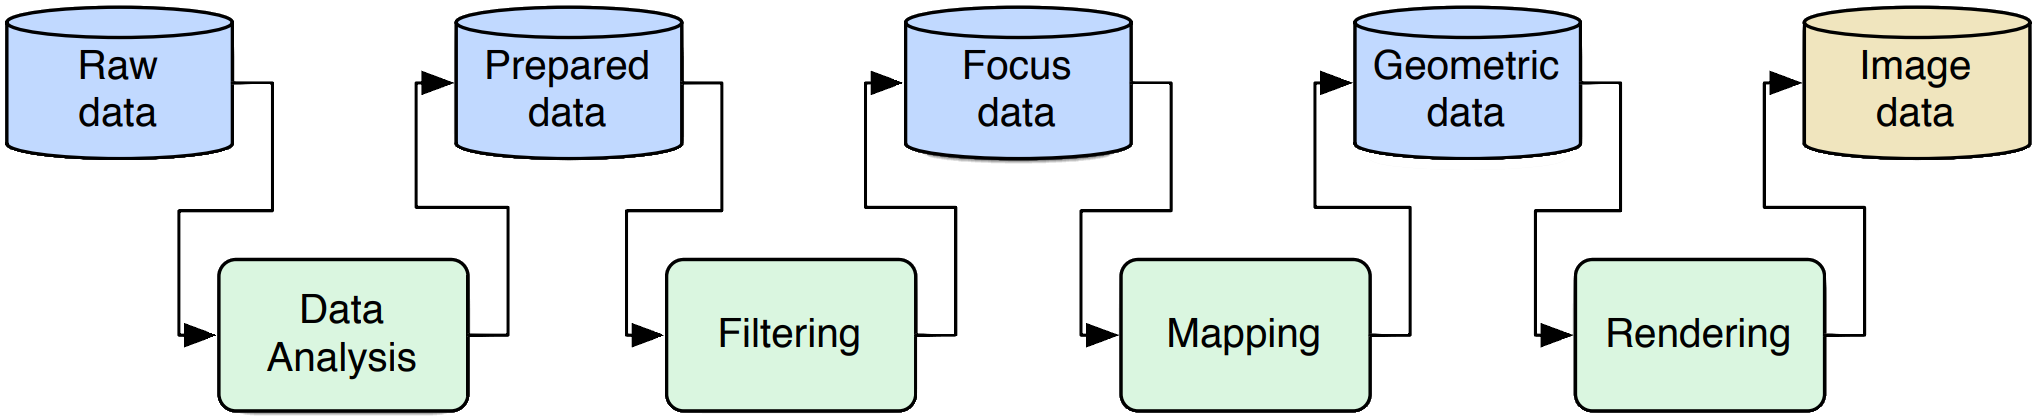 Raw
data
Prepared
data
Focus
data
Geometric
data
Image
data
Data
Analysis
Filtering
Mapping
Rendering